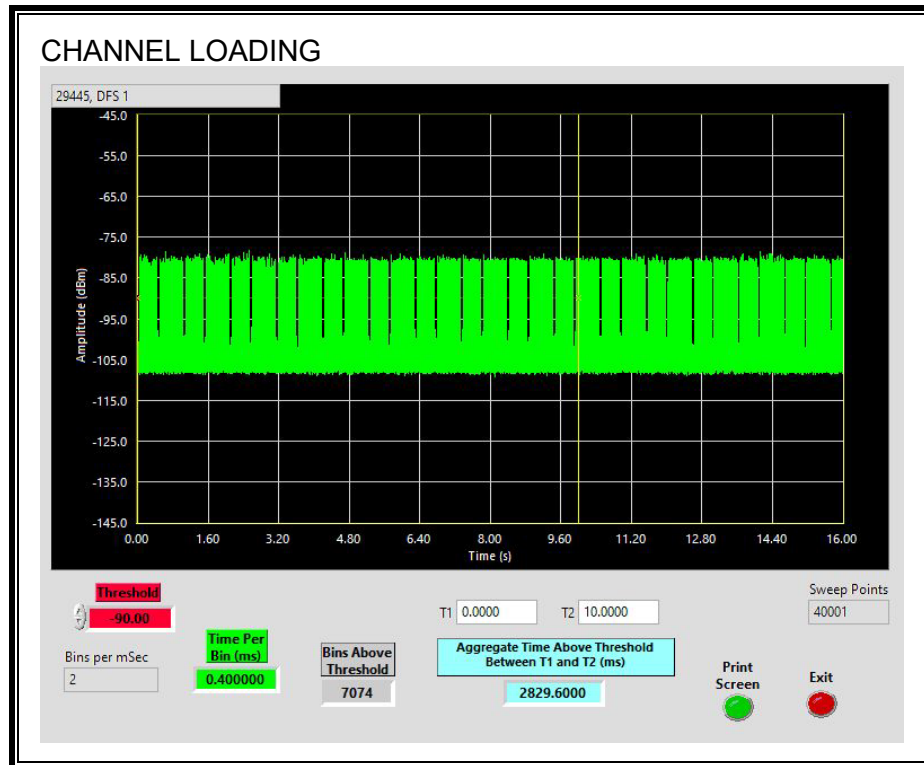 CHANNEL LOADING
29445, DFS 1
Amplitude (dBm)
-45.0
-55.0
-65.0
-75.0
-85.0
-95.0
-105.0
-115.0
-125.0
-135.0
-145.0
0.00 1.60 3.20 4.80 6.40 8.00 9.60 11.20 12.80 14.40 16.00
Time (s)
Threshold
-90.00
Bins per mSec
2
Time Per
Bin (ms)
0.400000
Bins Above
Threshold
7074
T1 0.0000 T2 10.0000
Aggregate Time Above Threshold
Between T1 and T2 (ms)
2829.6000
Sweep Points
40001
Print
Screen
Exit